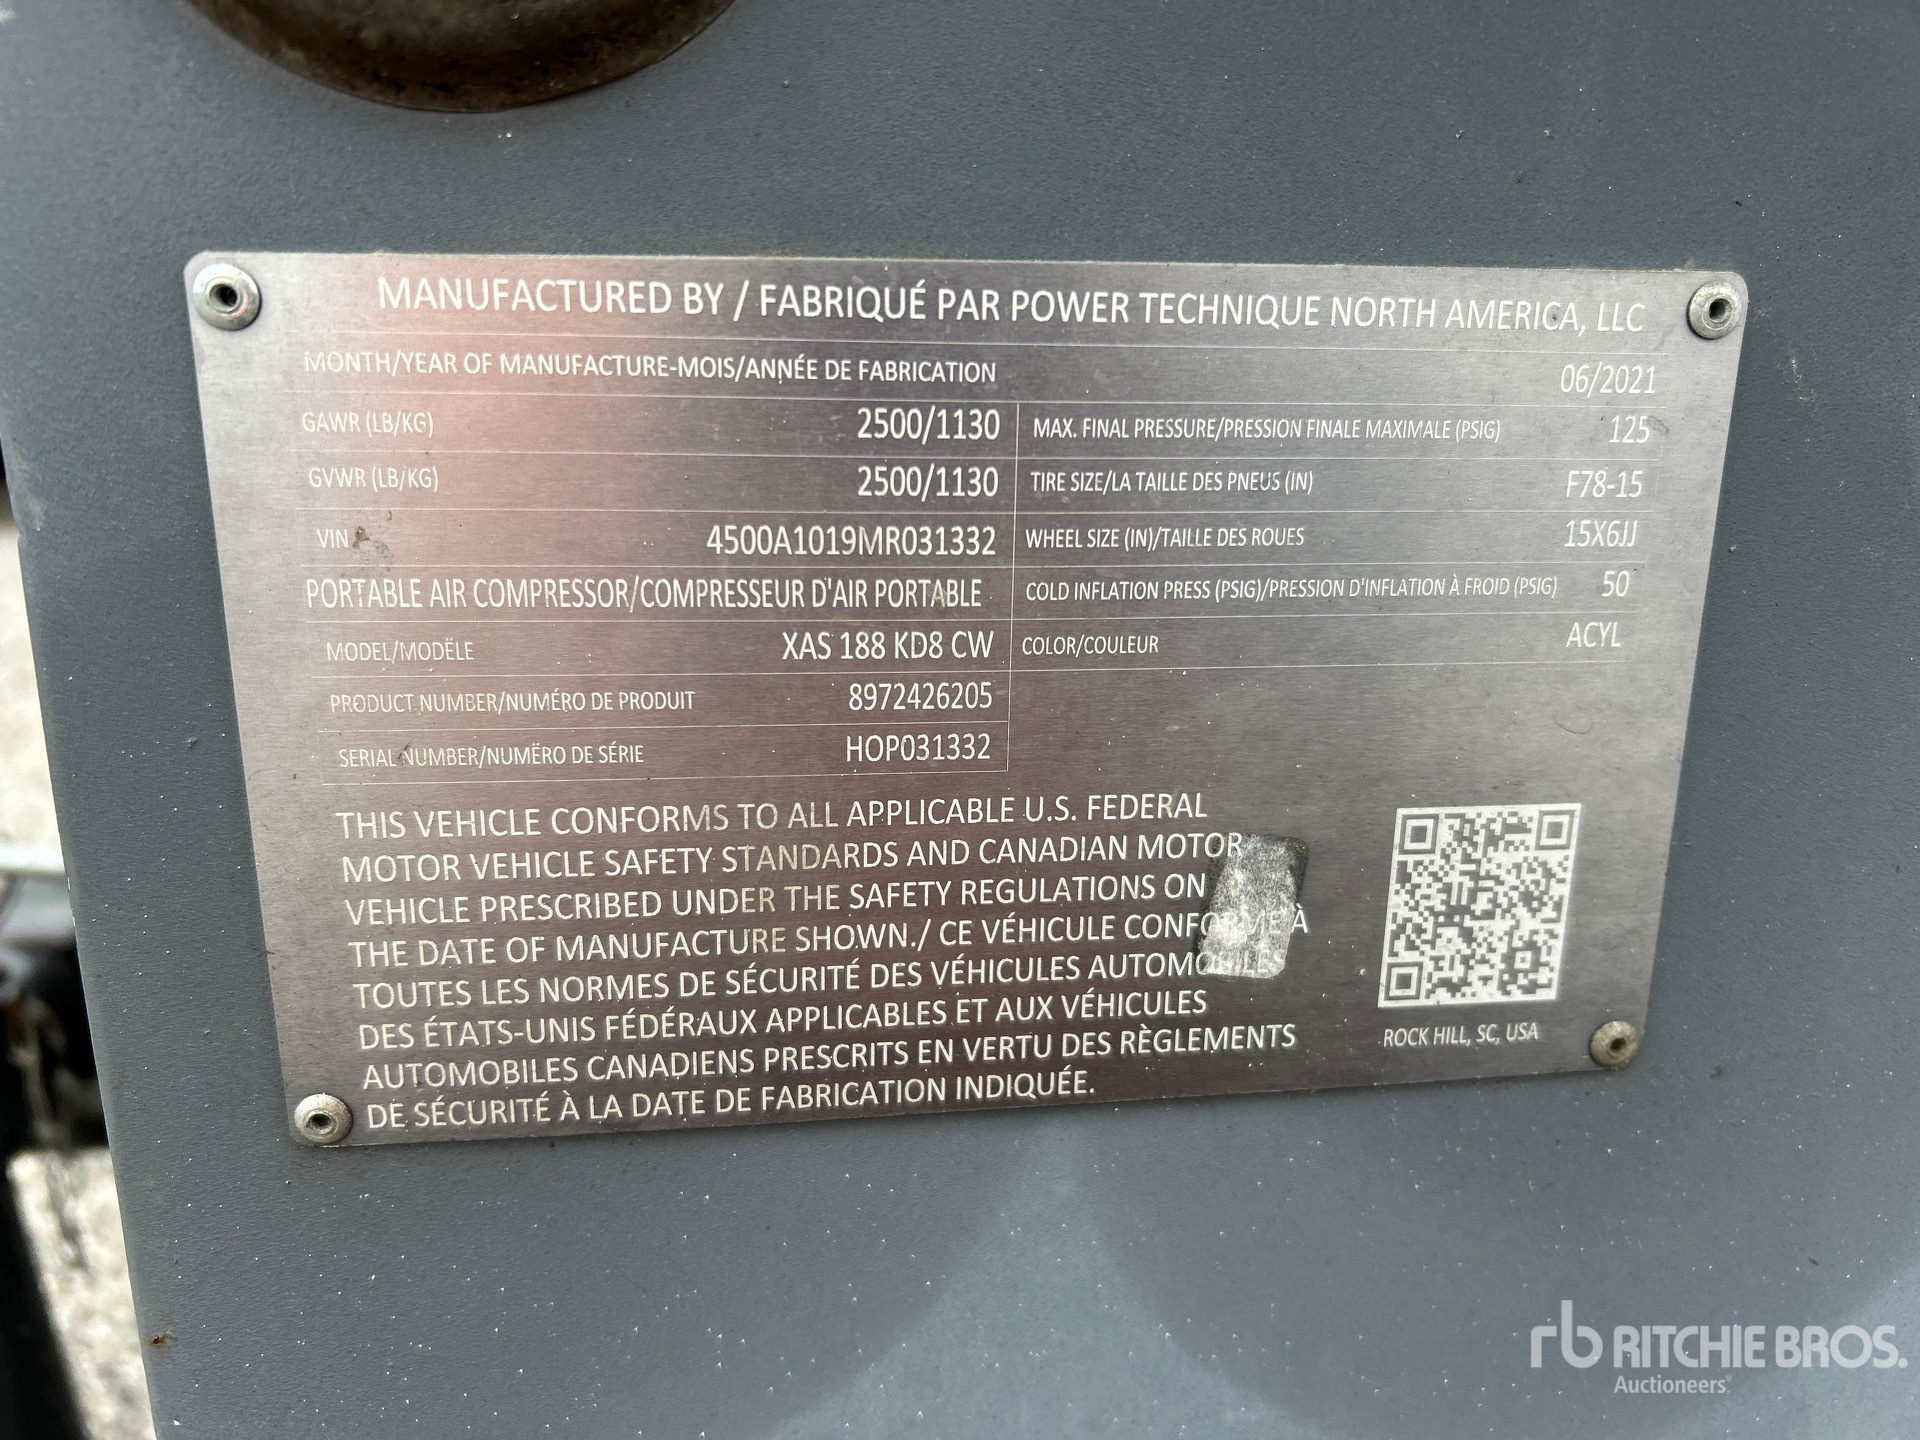 MANUFACTURED BY / FABRIQUÉ PAR POWER TECHNIQUE NORTH AMERICA, LLC
MONTH/YEAR OF MANUFACTURE-MOIS/ANNÉE DE FABRICATION 06/2021
GAWR (LB/KG) 2500/1130 MAX. FINAL PRESSURE/PRESSION FINALE MAXIMALE (PSIG) 125
GVWR (LB/KG) 2500/1130 TIRE SIZE/LA TAILLE DES PNEUS (IN) F78-15
VIN 4500A1019MR031332 WHEEL SIZE (IN)/TAILLE DES ROUES 15X6JJ
PORTABLE AIR COMPRESSOR/COMPRESSEUR D'AIR PORTABLE COLD INFLATION PRESS (PSIG)/PRESSION D'INFLATION À FROID (PSIG) 50
MODEL/MODËLE XAS 188 KD8 CW COLOR/COULEUR ACYL
PRODUCT NUMBER/NUMÉRO DE PRODUIT 8972426205
SERIAL NUMBER/NUMËRO DE SÉRIE HOP031332
THIS VEHICLE CONFORMS TO ALL APPLICABLE U.S. FEDERAL
MOTOR VEHICLE SAFETY STANDARDS AND CANADIAN MOTOR
VEHICLE PRESCRIBED UNDER THE SAFETY REGULATIONS ON
THE DATE OF MANUFACTURE SHOWN./ CE VÉHICULE CONFORME À
TOUTES LES NORMES DE SÉCURITÉ DES VÉHICULES AUTOMOBILES
DES ÉTATS-UNIS FÉDÉRAUX APPLICABLES ET AUX VÉHICULES
AUTOMOBILES CANADIENS PRESCRITS EN VERTU DES RÈGLEMENTS
DE SÉCURITÉ À LA DATE DE FABRICATION INDIQUÉE.
ROCK HILL, SC, USA
rb RITCHIE BROS.
Auctioneers